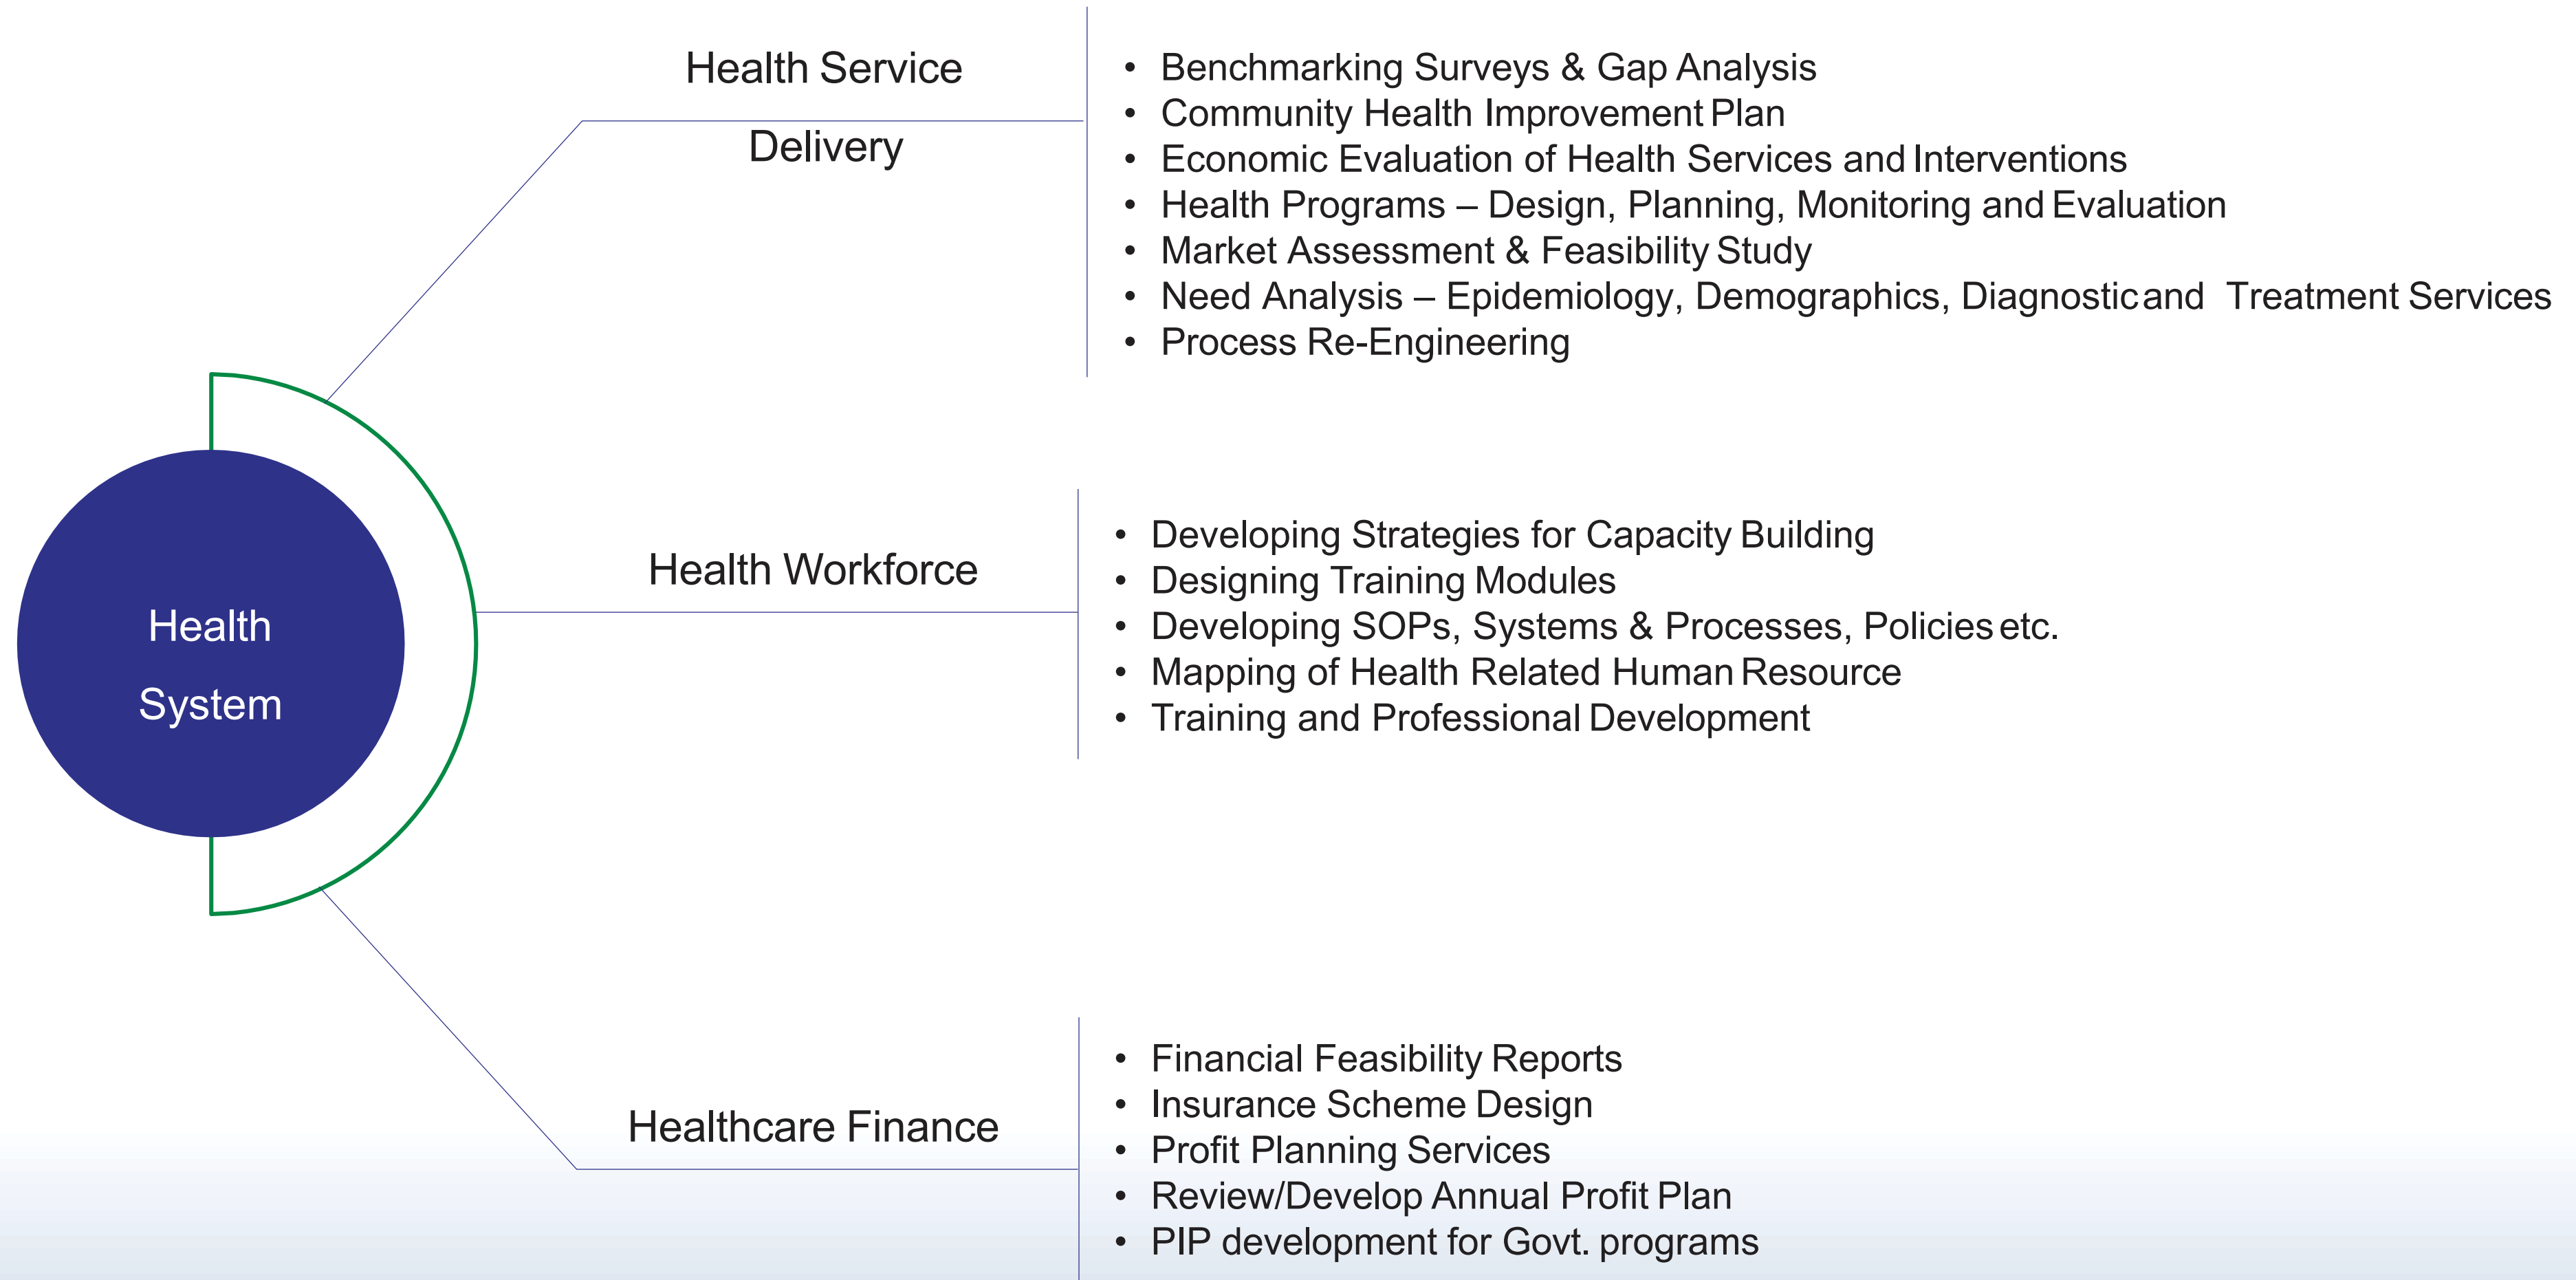 Health
System
Health Service
Delivery
• Benchmarking Surveys & Gap Analysis
• Community Health Improvement Plan
• Economic Evaluation of Health Services and Interventions
• Health Programs – Design, Planning, Monitoring and Evaluation
• Market Assessment & Feasibility Study
• Need Analysis – Epidemiology, Demographics, Diagnostic and Treatment Services
• Process Re-Engineering
Health Workforce
• Developing Strategies for Capacity Building
• Designing Training Modules
• Developing SOPs, Systems & Processes, Policies etc.
• Mapping of Health Related Human Resource
• Training and Professional Development
Healthcare Finance
• Financial Feasibility Reports
• Insurance Scheme Design
• Profit Planning Services
• Review/Develop Annual Profit Plan
• PIP development for Govt. programs